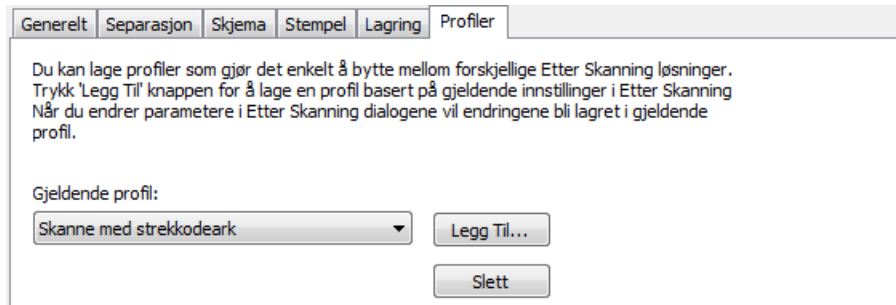 Generelt Separasjon Skjema Stempel Lagring Profiler
Du kan lage profiler som gjør det enkelt å bytte mellom forskjellige Etter Skanning løsninger.
Trykk 'Legg Til' knappen for å lage en profil basert på gjeldende innstillinger i Etter Skanning
Når du endrer parametere i Etter Skanning dialogene vil endringene bli lagret i gjeldende
profil.
Gjeldende profil:
Skanne med strekkodeark Legg Til...
Slett